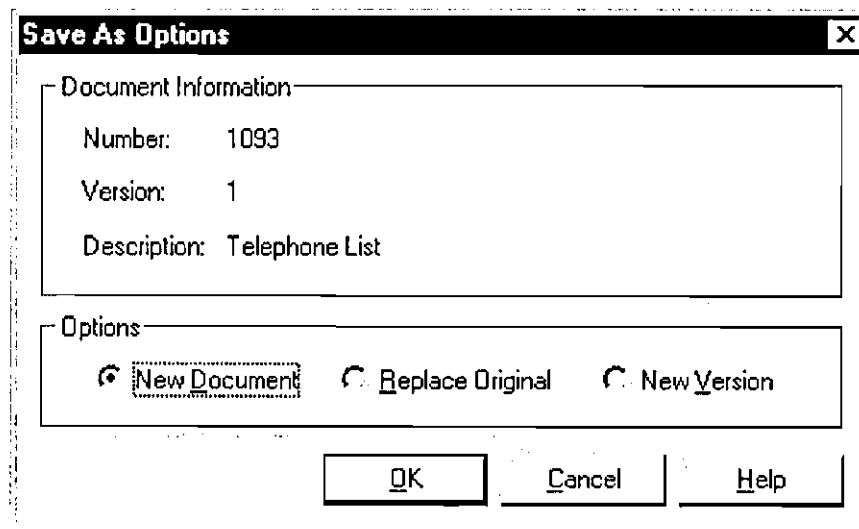 Save As Options
Document Information
Number: 1093
Version: 1
Description: Telephone List
Options
New Document Replace Original New Version
OK Cancel Help